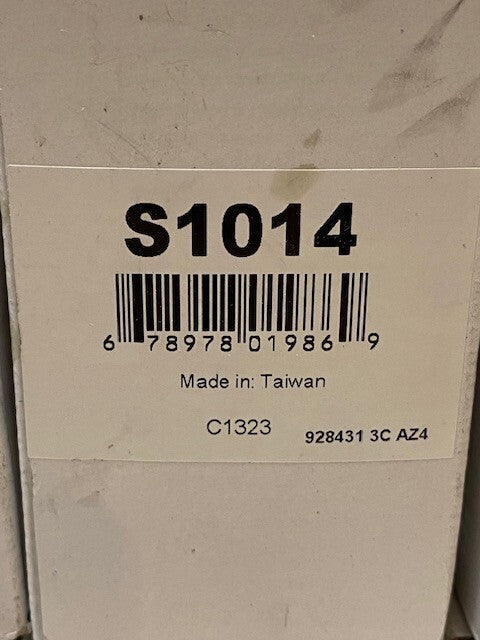 S1014
6 78978 01986 9
Made in: Taiwan
C1323 928431 3C AZ4